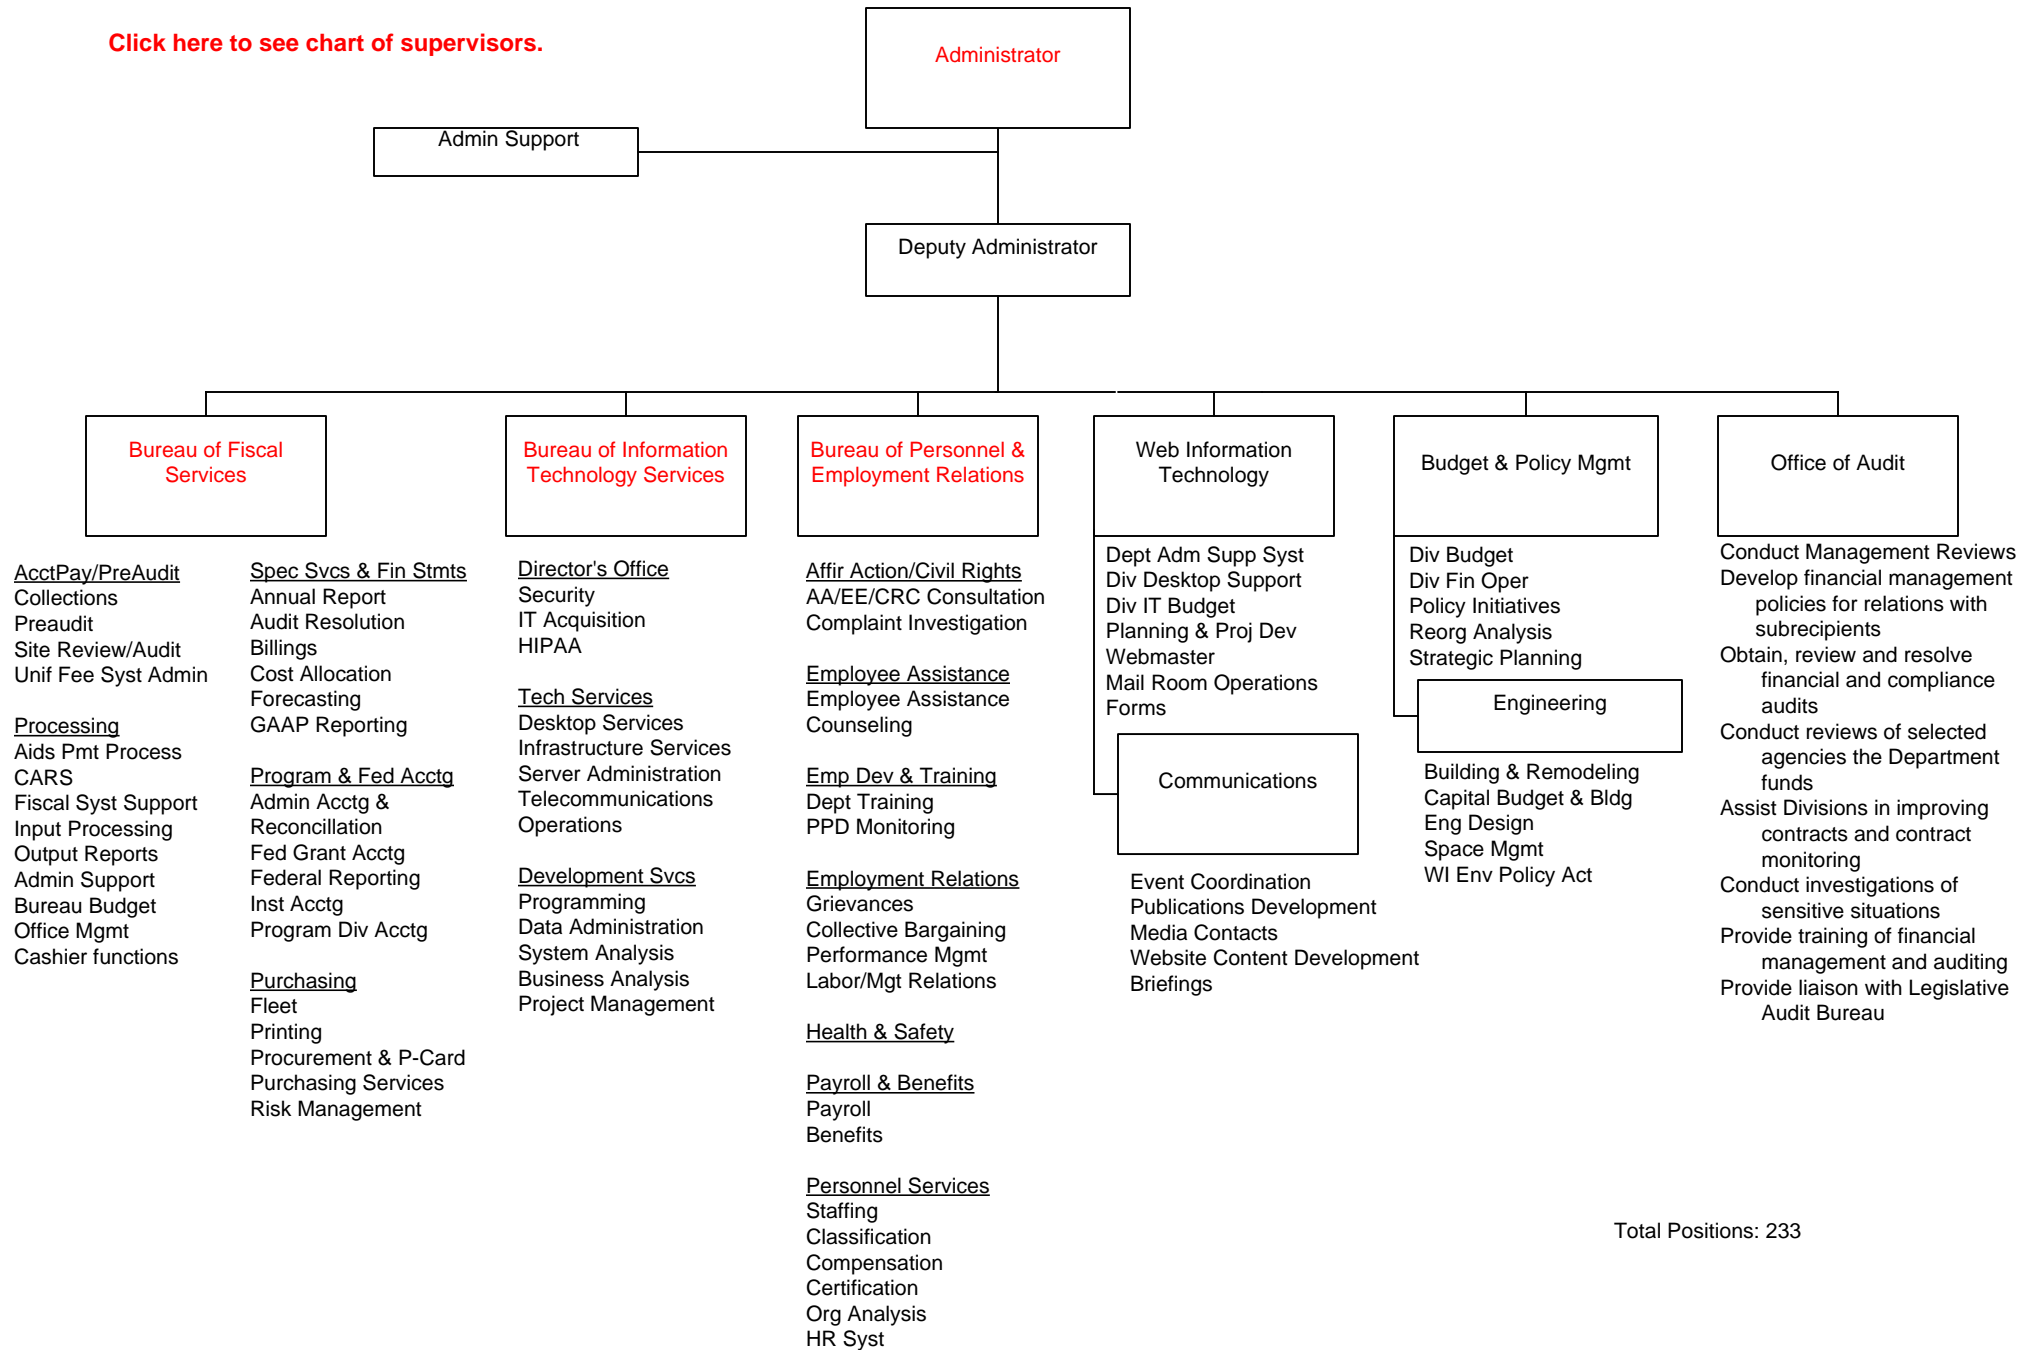 Click here to see chart of supervisors.
Administrator
Admin Support
Deputy Administrator
Bureau of Fiscal
Services
Bureau of Information
Technology Services
Bureau of Personnel &
Employment Relations
Web Information
Technology
Budget & Policy Mgmt
Office of Audit
AcctPay/PreAudit
Collections
Preaudit
Site Review/Audit
Unif Fee Syst Admin
Processing
Aids Pmt Process
CARS
Fiscal Syst Support
Input Processing
Output Reports
Admin Support
Bureau Budget
Office Mgmt
Cashier functions
Spec Svcs & Fin Stmts
Annual Report
Audit Resolution
Billings
Cost Allocation
Forecasting
GAAP Reporting
Program & Fed Acctg
Admin Acctg &
Reconcillation
Fed Grant Acctg
Federal Reporting
Inst Acctg
Program Div Acctg
Purchasing
Fleet
Printing
Procurement & P-Card
Purchasing Services
Risk Management
Director's Office
Security
IT Acquisition
HIPAA
Tech Services
Desktop Services
Infrastructure Services
Server Administration
Telecommunications
Operations
Development Svcs
Programming
Data Administration
System Analysis
Business Analysis
Project Management
Affir Action/Civil Rights
AA/EE/CRC Consultation
Complaint Investigation
Employee Assistance
Employee Assistance
Counseling
Emp Dev & Training
Dept Training
PPD Monitoring
Employment Relations
Grievances
Collective Bargaining
Performance Mgmt
Labor/Mgt Relations
Health & Safety
Payroll & Benefits
Payroll
Benefits
Personnel Services
Staffing
Classification
Compensation
Certification
Org Analysis
HR Syst
Dept Adm Supp Syst
Div Desktop Support
Div IT Budget
Planning & Proj Dev
Webmaster
Mail Room Operations
Forms
Communications
Event Coordination
Publications Development
Media Contacts
Website Content Development
Briefings
Div Budget
Div Fin Oper
Policy Initiatives
Reorg Analysis
Strategic Planning
Engineering
Building & Remodeling
Capital Budget & Bldg
Eng Design
Space Mgmt
WI Env Policy Act
Conduct Management Reviews
Develop financial management
policies for relations with
subrecipients
Obtain, review and resolve
financial and compliance
audits
Conduct reviews of selected
agencies the Department
funds
Assist Divisions in improving
contracts and contract
monitoring
Conduct investigations of
sensitive situations
Provide training of financial
management and auditing
Provide liaison with Legislative
Audit Bureau
Total Positions: 233